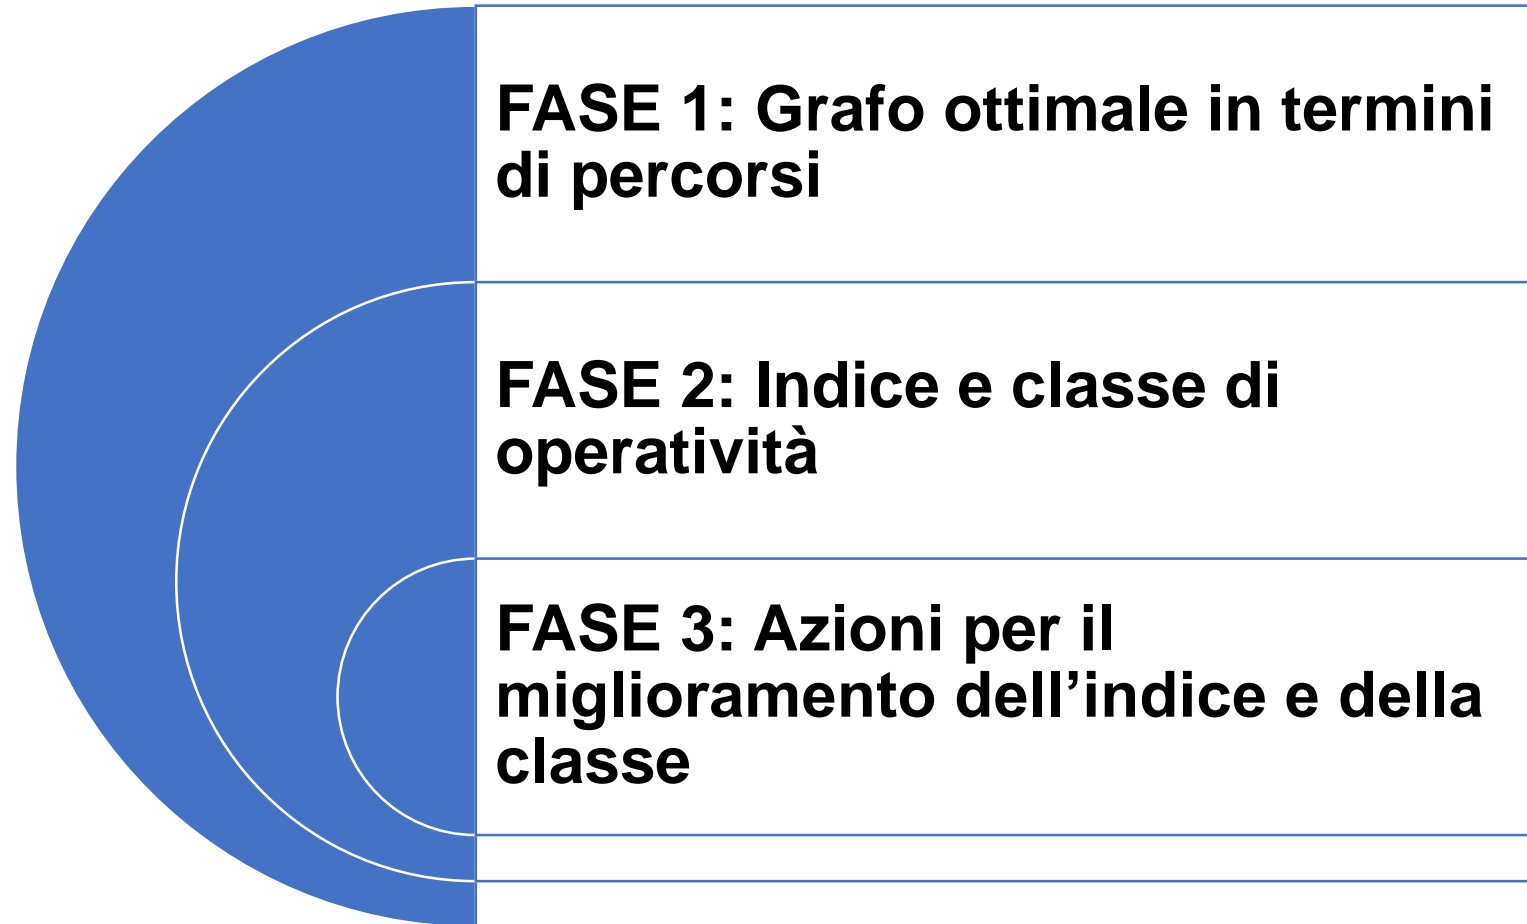 FASE 1: Grafo ottimale in termini
di percorsi
FASE 2: Indice e classe di
operatività
FASE 3: Azioni per il
miglioramento dell’indice e della
classe